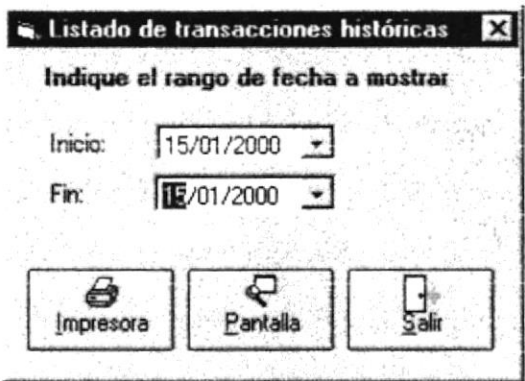 Listado de transacciones históricas
Indique el rango de fecha a mostrar
Inicio: 15/01/2000
Fin: 15/01/2000
Impresora Pantalla Salir